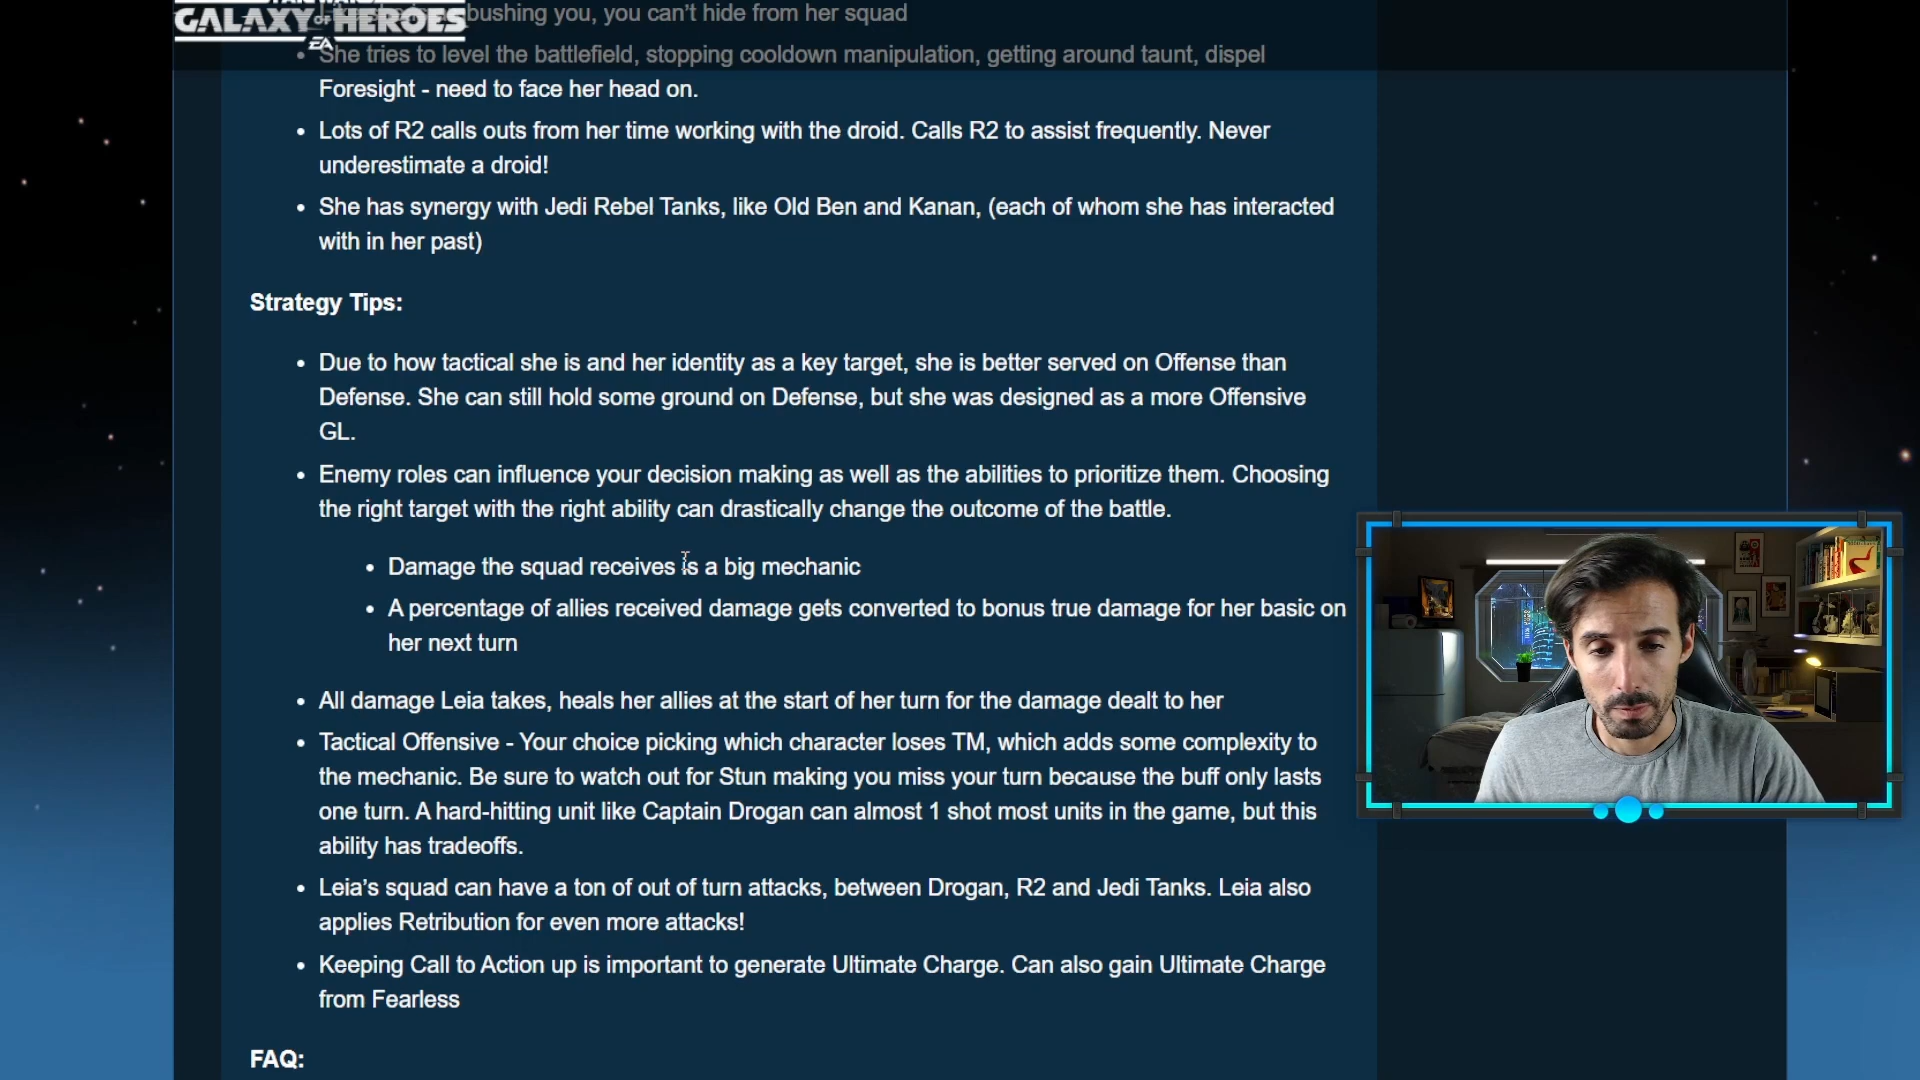 GALAXY OF HEROES
EA
bushing you, you can’t hide from her squad
She tries to level the battlefield, stopping cooldown manipulation, getting around taunt, dispel
Foresight - need to face her head on.
Lots of R2 calls outs from her time working with the droid. Calls R2 to assist frequently. Never
underestimate a droid!
She has synergy with Jedi Rebel Tanks, like Old Ben and Kanan, (each of whom she has interacted
with in her past)
Strategy Tips:
Due to how tactical she is and her identity as a key target, she is better served on Offense than
Defense. She can still hold some ground on Defense, but she was designed as a more Offensive
GL.
Enemy roles can influence your decision making as well as the abilities to prioritize them. Choosing
the right target with the right ability can drastically change the outcome of the battle.
Damage the squad receives is a big mechanic
A percentage of allies received damage gets converted to bonus true damage for her basic on
her next turn
All damage Leia takes, heals her allies at the start of her turn for the damage dealt to her
Tactical Offensive - Your choice picking which character loses TM, which adds some complexity to
the mechanic. Be sure to watch out for Stun making you miss your turn because the buff only lasts
one turn. A hard-hitting unit like Captain Drogan can almost 1 shot most units in the game, but this
ability has tradeoffs.
Leia’s squad can have a ton of out of turn attacks, between Drogan, R2 and Jedi Tanks. Leia also
applies Retribution for even more attacks!
Keeping Call to Action up is important to generate Ultimate Charge. Can also gain Ultimate Charge
from Fearless
FAQ: